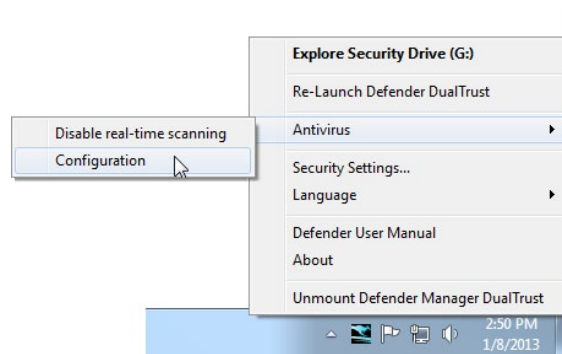 Explore Security Drive (G:)
Re-Launch Defender DualTrust
Antivirus
Disable real-time scanning
Configuration
Security Settings...
Language
Defender User Manual
About
Unmount Defender Manager DualTrust
2:50 PM
1/8/2013